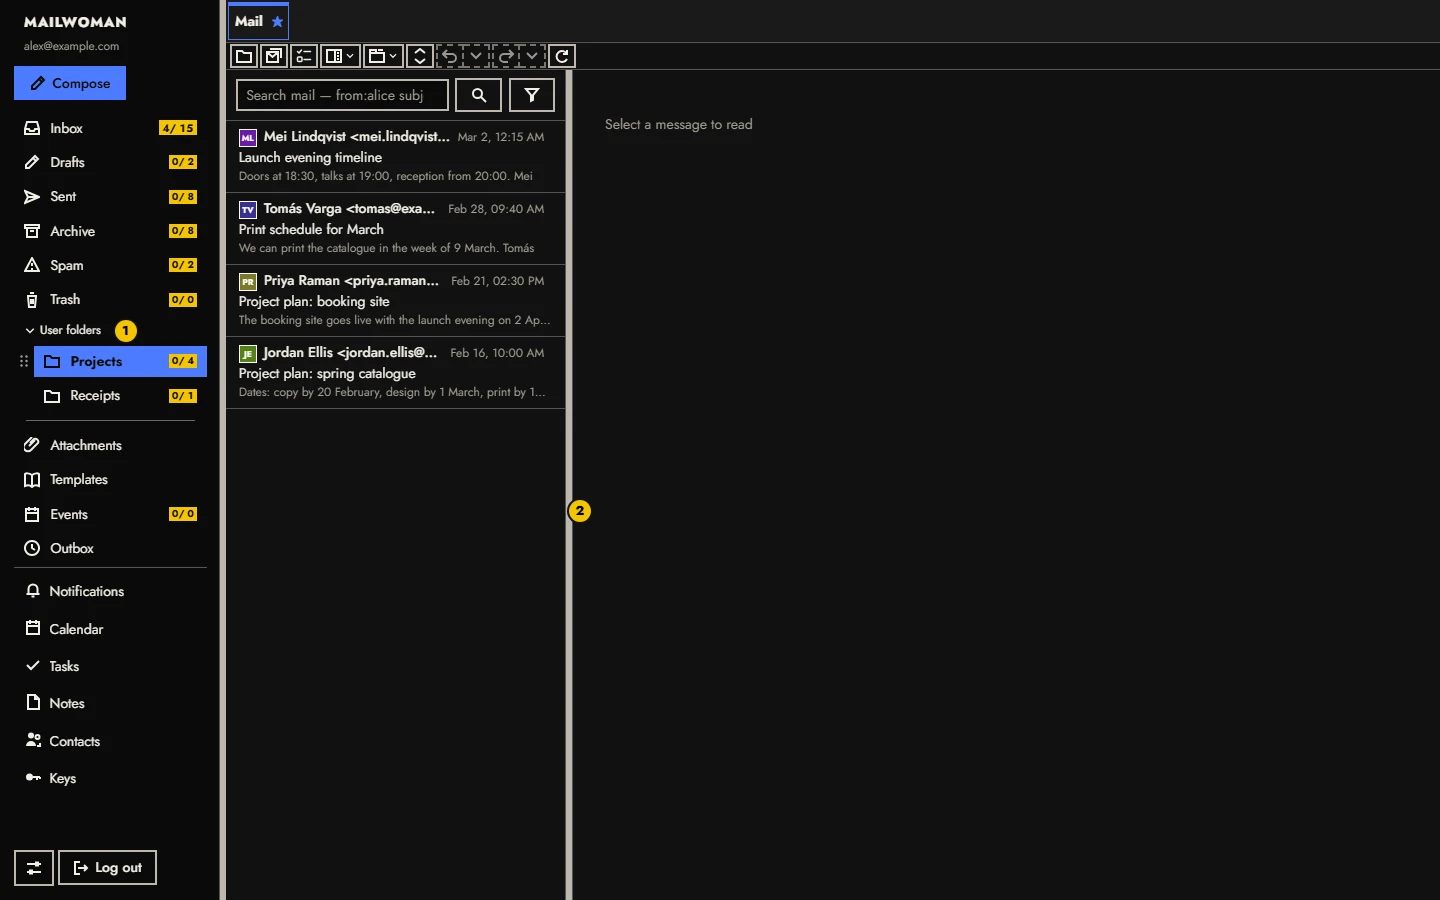 MAILWOMAN
alex@example.com
Compose
Inbox 4/ 15
Drafts 0/ 2
Sent 0/ 8
Archive 0/ 8
Spam 0/ 2
Trash 0/ 0
User folders 1
Projects 0/ 4
Receipts 0/ 1
Attachments
Templates
Events 0/ 0
Outbox
Notifications
Calendar
Tasks
Notes
Contacts
Keys
Log out
Mail
Search mail — from:alice subj
ML Mei Lindqvist <mei.lindqvist... Mar 2, 12:15 AM
Launch evening timeline
Doors at 18:30, talks at 19:00, reception from 20:00. Mei
TV Tomás Varga <tomas@exa... Feb 28, 09:40 AM
Print schedule for March
We can print the catalogue in the week of 9 March. Tomás
PR Priya Raman <priya.raman... Feb 21, 02:30 PM
Project plan: booking site
The booking site goes live with the launch evening on 2 Ap...
JE Jordan Ellis <jordan.ellis@... Feb 16, 10:00 AM
Project plan: spring catalogue
Dates: copy by 20 February, design by 1 March, print by 1...
2
Select a message to read